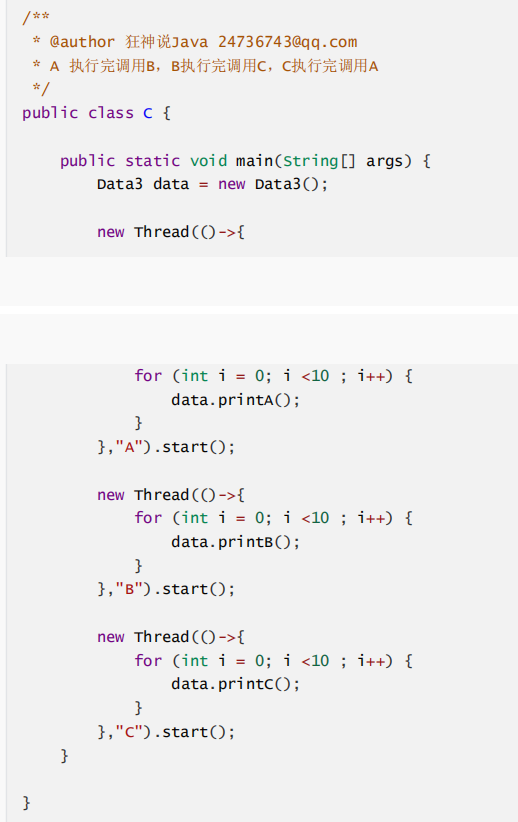 /**
 * @author 狂神说Java 24736743@qq.com
 * A 执行完调用B，B执行完调用C，C执行完调用A
 */
public class C {
    public static void main(String[] args) {
        Data3 data = new Data3();
        new Thread(()->{
            for (int i = 0; i <10 ; i++) {
                data.printA();
            }
        },"A").start();
        new Thread(()->{
            for (int i = 0; i <10 ; i++) {
                data.printB();
            }
        },"B").start();
        new Thread(()->{
            for (int i = 0; i <10 ; i++) {
                data.printC();
            }
        },"C").start();
    }
}